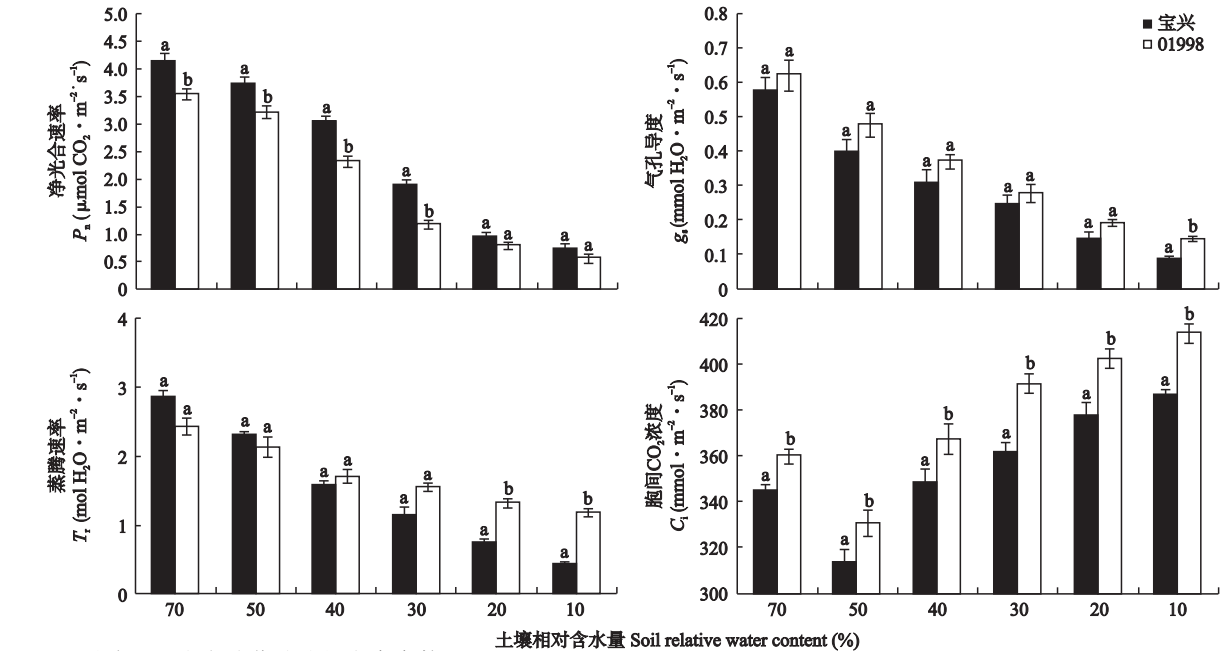 宝兴
01998
净光合速率
Pn (μmol CO2·m-2·s-1)
5.0
4.5
4.0
3.5
3.0
2.5
2.0
1.5
1.0
0.5
0
a b a b a b a b a a a a
气孔导度
gs (mmol H2O·m-2·s-1)
0.8
0.7
0.6
0.5
0.4
0.3
0.2
0.1
0
a a a a a a a a a a a b
蒸腾速率
Tr (mol H2O·m-2·s-1)
4
3
2
1
0
a a a a a a a a a b a b
70 50 40 30 20 10
胞间CO2浓度
Ci (mmol·m-2·s-1)
420
400
380
360
340
320
300
a b a b a b a b a b a b
70 50 40 30 20 10
土壤相对含水量 Soil relative water content (%)